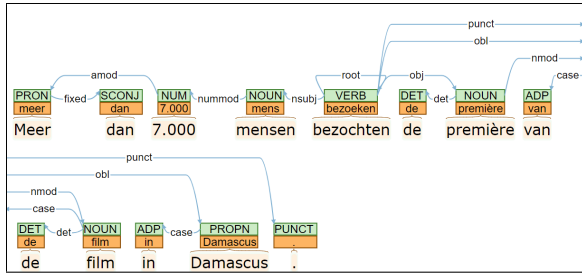 punct
obl
amod root obj nmod
PRON fixed SCONJ NUM nummod NOUN nsubj VERB DET det NOUN ADP case
meer dan 7.000 mens bezoeken de première van
Meer dan 7.000 mensen bezochten de première van
punct
obl
nmod
case
DET det NOUN ADP case PROPN PUNCT
de film in Damascus .
de film in Damascus .